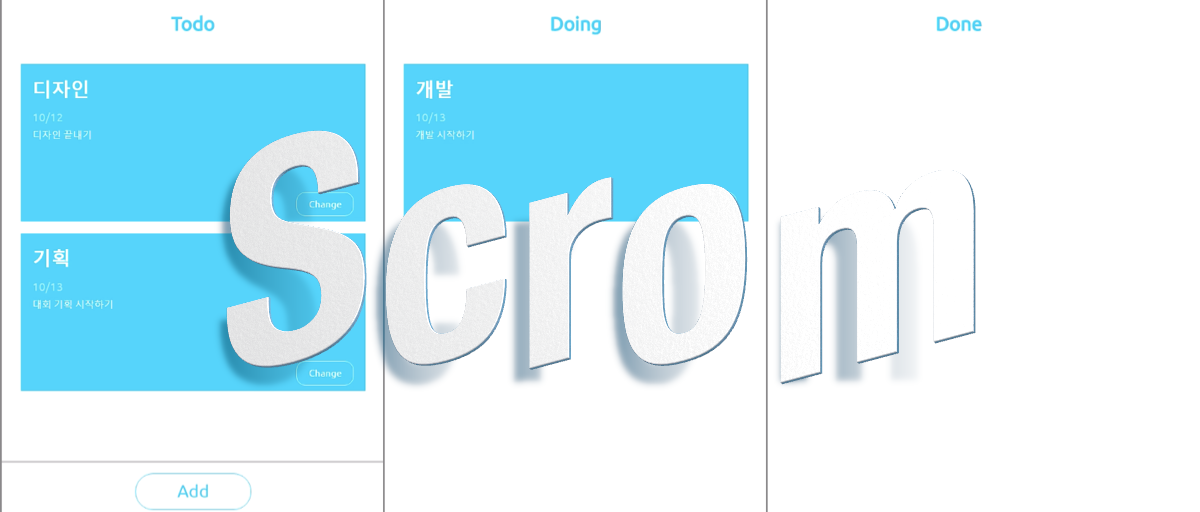 Todo
디자인
10/12
디자인 끝내기
Change
기획
10/13
대회 기획 시작하기
Change
Add
Doing
개발
10/13
개발 시작하기
Done
Scrom